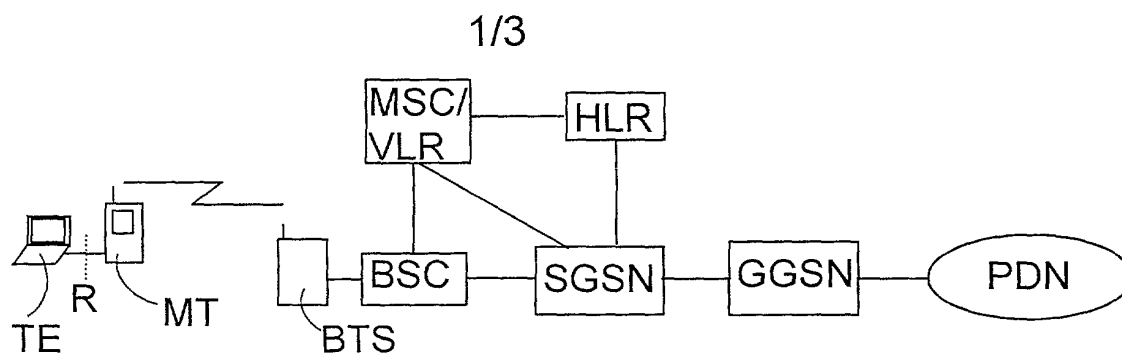 1/3
MSC/
VLR
HLR
BSC
SGSN
GGSN
PDN
R
MT
TE
BTS